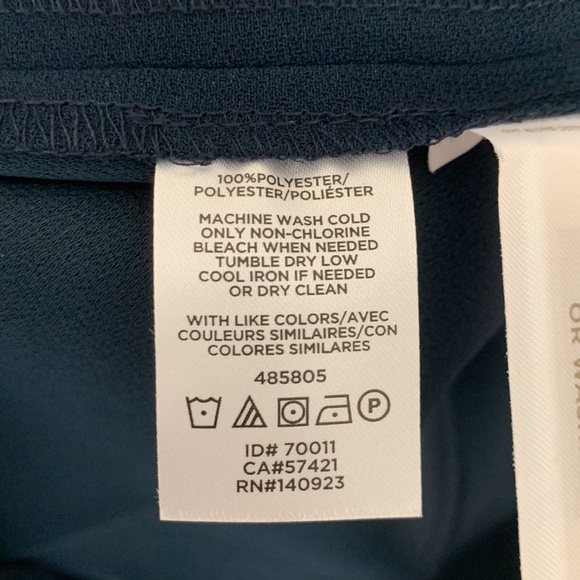 100%POLYESTER/
POLYESTER/POLIÉSTER
MACHINE WASH COLD
ONLY NON-CHLORINE
BLEACH WHEN NEEDED
TUMBLE DRY LOW
COOL IRON IF NEEDED
OR DRY CLEAN
WITH LIKE COLORS/AVEC
COULEURS SIMILAIRES/CON
COLORES SIMILARES
485805
P
ID# 70011
CA#57421
RN#140923
OR WARM